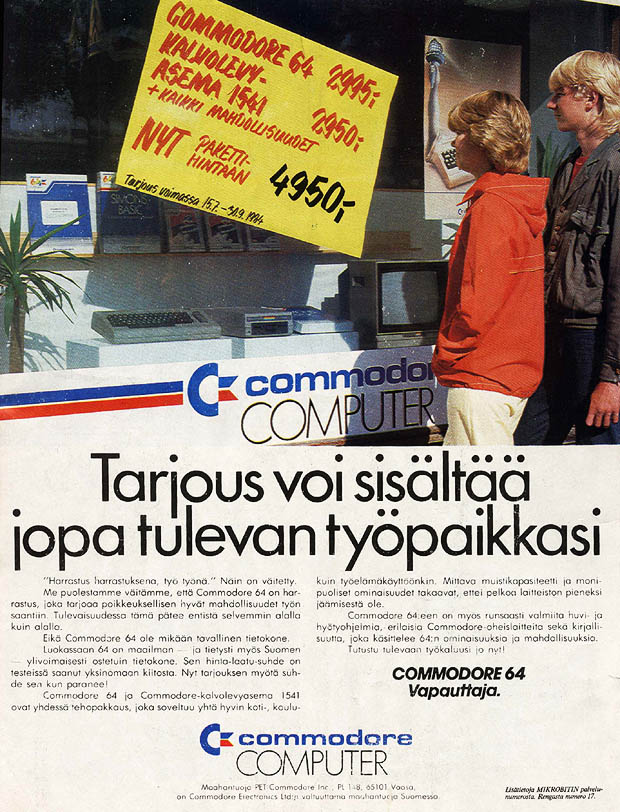 COMMODORE 64 2995,-
KALVOLEVY-
ASEMA 1541 2950,-
+ KAIKKI MAHDOLLISUUDET
NYT PAKETTI-
HINTAAN 4950,-
Tarjous voimassa 15.7. – 30.9. 1984
SIMONS'
BASIC
commodor
COMPUTER
Tarjous voi sisältää
jopa tulevan työpaikkasi
"Harrastus harrastuksena, työ työnä." Näin on väitetty.
Me puolestamme väitämme, että Commodore 64 on har-
rastus, joka tarjoaa poikkeuksellisen hyvät mahdollisuudet työn
saantiin. Tulevaisuudessa tämä pätee entistä selvemmin alalla
kuin alalla.
Eikä Commodore 64 ole mikään tavallinen tietokone.
Luokassaan 64 on maailman — ja tietysti myös Suomen
— ylivoimaisesti ostetuin tietokone. Sen hinta-laatu-suhde on
testeissä saanut yksinomaan kiitosta. Nyt tarjouksen myötä suh-
de sen kun paranee!
Commodore 64 ja Commodore-kalvolevyasema 1541
ovat yhdessä tehopakkaus, joka soveltuu yhtä hyvin koti-, koulu-
kuin työelämäkäyttöönkin. Mittava muistikapasiteetti ja moni-
puoliset ominaisuudet takaavat, ettei pelkoa laitteiston pieneksi
jäämisestä ole.
Commodore 64:een on myös runsaasti valmiita huvi- ja
hyötyohjelmia, erilaisia Commodore-oheislaitteita sekä kirjalli-
suutta, joka käsittelee 64:n ominaisuuksia ja mahdollisuuksia.
Tutustu tulevaan työkaluusi jo nyt!
COMMODORE 64
Vapauttaja.
commodore
COMPUTER
Maahantuoja PET-Commodore Inc., PL 148, 65101 Vaasa,
on Commodore Electronics Ltd:n valtuuttama maahantuoja Suomessa.
Lisätietoja MIKROBITIN palvelu-
numerosta. Rengasta numero 17.